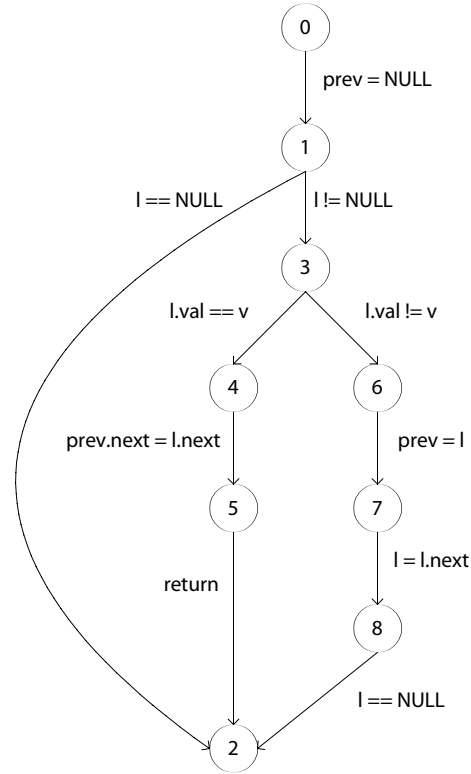 0
prev = NULL
1
l == NULL
l != NULL
3
l.val == v
l.val != v
4
6
prev.next = l.next
prev = l
5
7
return
l = l.next
8
l == NULL
2